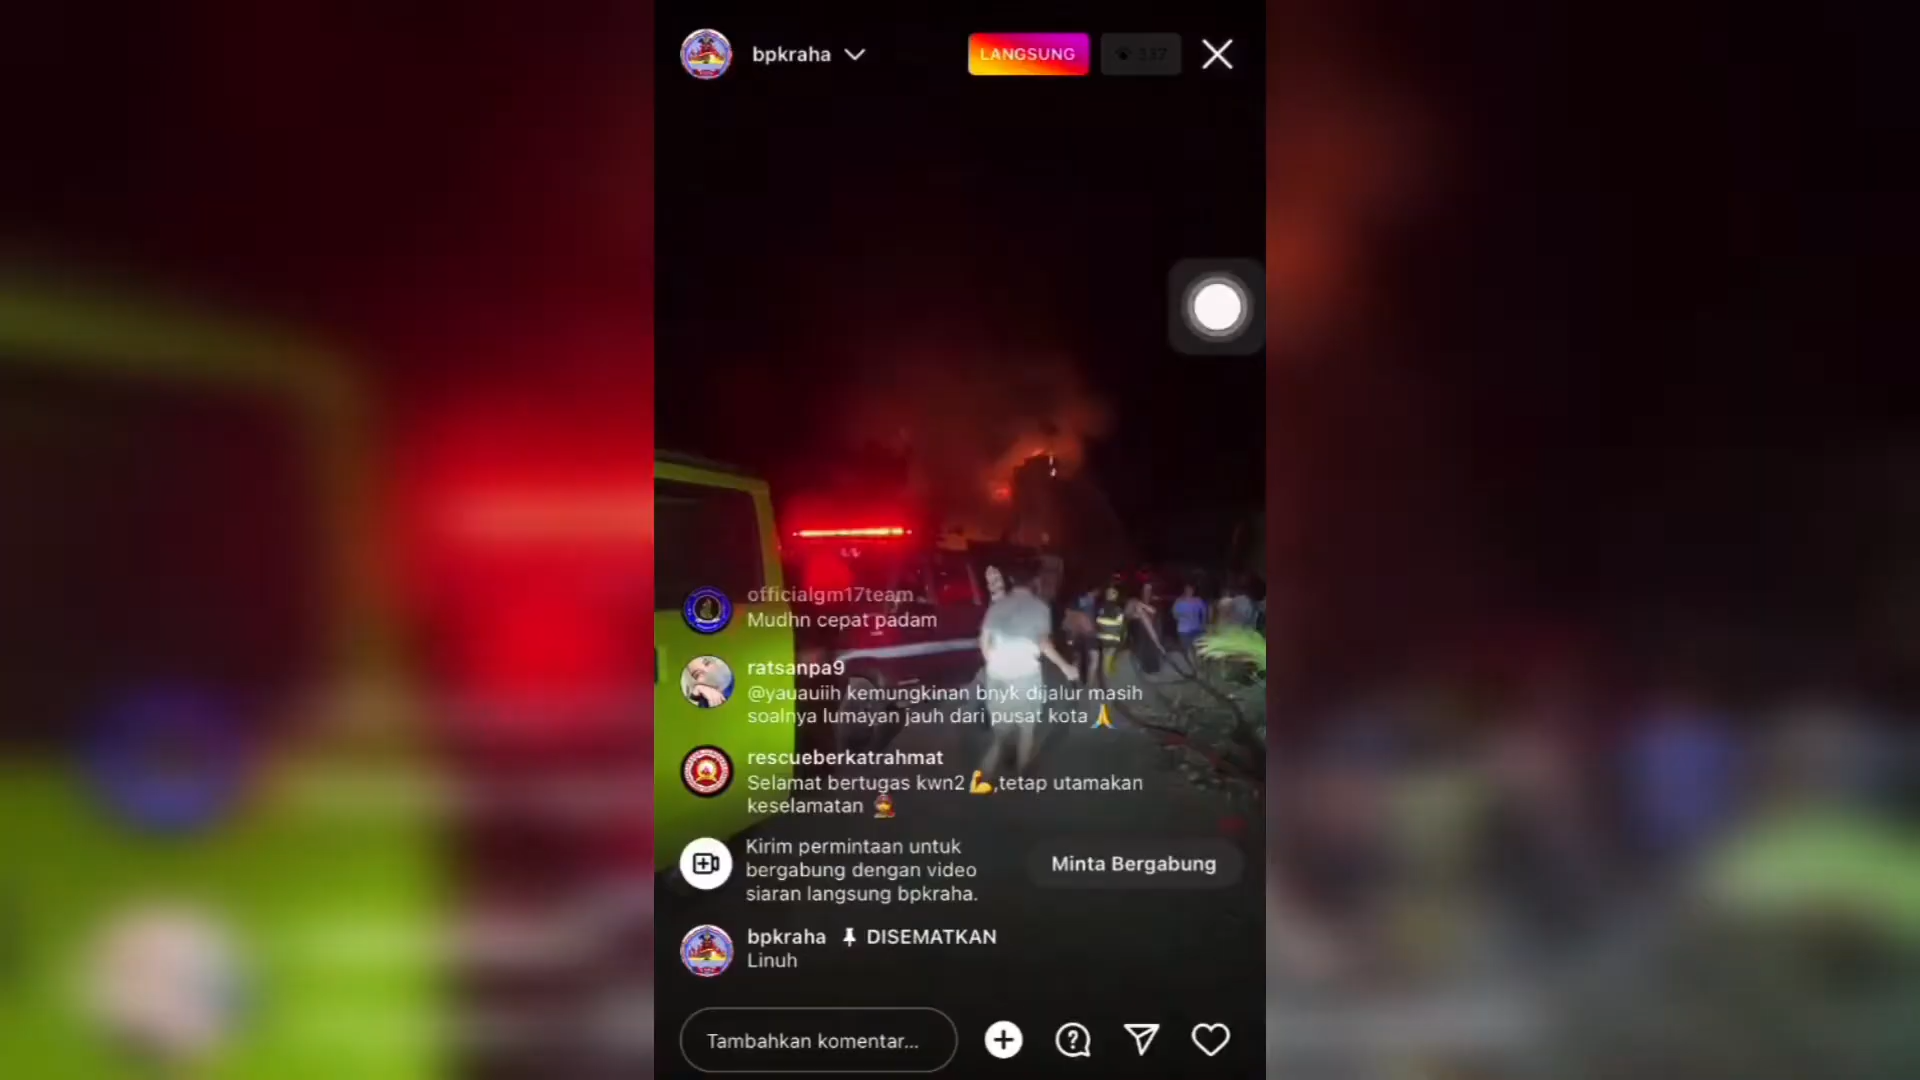 bpkraha
LANGSUNG
337
officialgm17team
Mudhn cepat padam
ratsanpa9
@yauauiih kemungkinan bnyk dijalur masih
soalnya lumayan jauh dari pusat kota🙏
rescueberkatrahmat
Selamat bertugas kwn2💪,tetap utamakan
keselamatan 👩‍🚒
Kirim permintaan untuk
bergabung dengan video
siaran langsung bpkraha.
Minta Bergabung
bpkraha DISEMATKAN
Linuh
Tambahkan komentar...